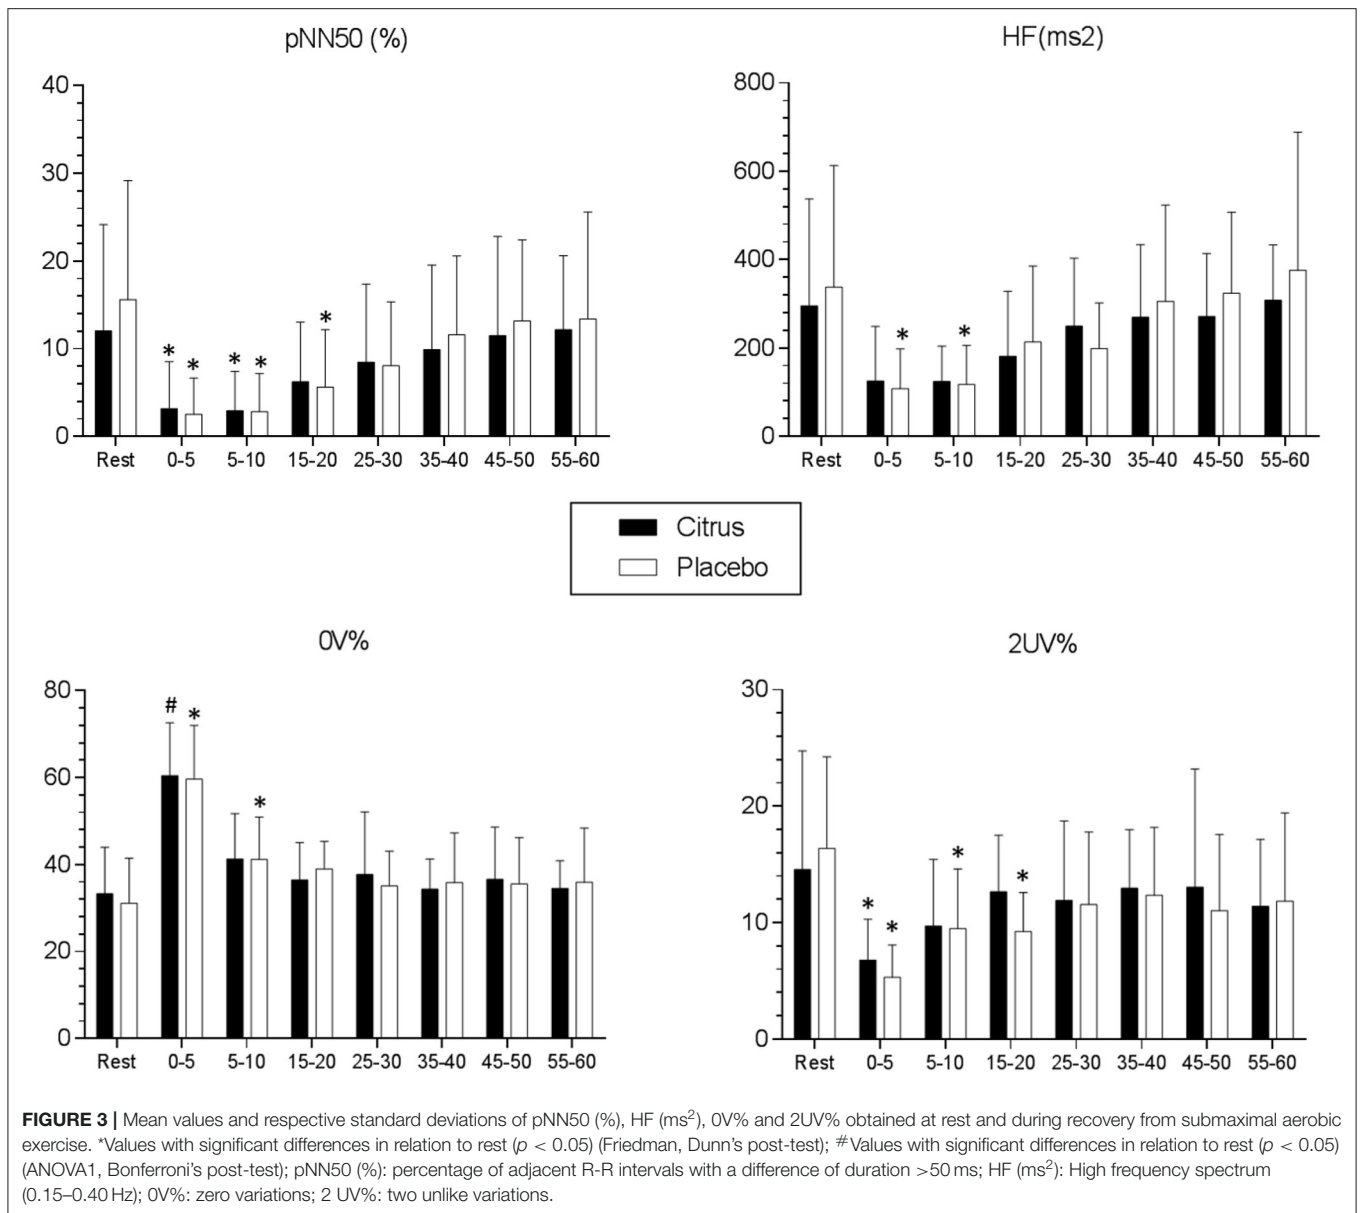 pNN50 (%)
HF(ms2)
40
30
20
10
0
* * * * *
Rest 0-5 5-10 15-20 25-30 35-40 45-50 55-60
800
600
400
200
0
* *
Rest 0-5 5-10 15-20 25-30 35-40 45-50 55-60
Citrus
Placebo
0V%
2UV%
80
60
40
20
0
# * *
Rest 0-5 5-10 15-20 25-30 35-40 45-50 55-60
30
20
10
0
* * * *
Rest 0-5 5-10 15-20 25-30 35-40 45-50 55-60
FIGURE 3 | Mean values and respective standard deviations of pNN50 (%), HF (ms²), 0V% and 2UV% obtained at rest and during recovery from submaximal aerobic
exercise. *Values with significant differences in relation to rest (p < 0.05) (Friedman, Dunn's post-test); #Values with significant differences in relation to rest (p < 0.05)
(ANOVA1, Bonferroni's post-test); pNN50 (%): percentage of adjacent R-R intervals with a difference of duration >50 ms; HF (ms²): High frequency spectrum
(0.15–0.40 Hz); 0V%: zero variations; 2 UV%: two unlike variations.